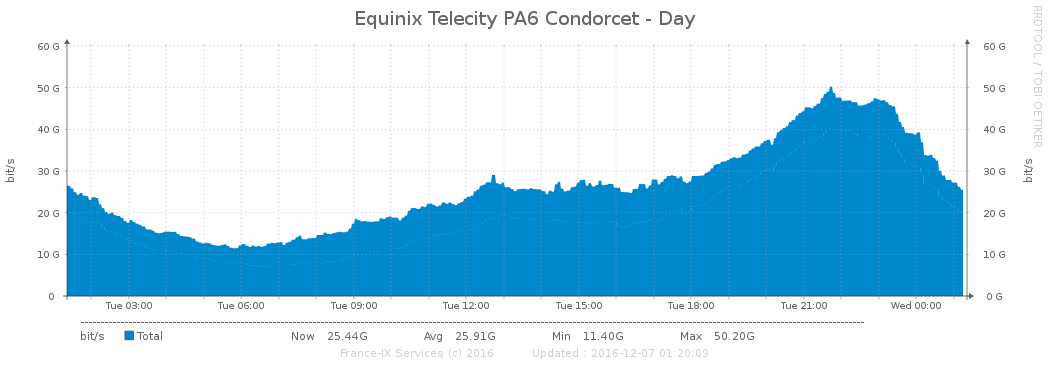 Equinix Telecity PA6 Condorcet - Day
RRDTOOL / TOBI OETIKER
60 G 60 G
50 G 50 G
40 G 40 G
30 G 30 G
20 G 20 G
10 G 10 G
0 0 G
bit/s
bit/s
Tue 03:00 Tue 06:00 Tue 09:00 Tue 12:00 Tue 15:00 Tue 18:00 Tue 21:00 Wed 00:00
bit/s Total Now 25.44G Avg 25.91G Min 11.40G Max 50.20G
France-IX Services (c) 2016 Updated : 2016-12-07 01:20:09